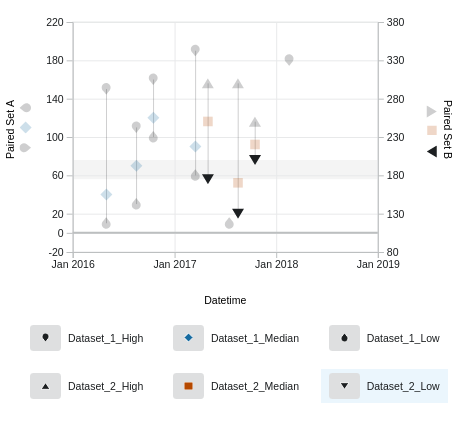 220
380
180
330
140
280
100
230
60
180
20
130
0
-20
80
Jan 2016
Jan 2017
Jan 2018
Jan 2019
Paired Set A
Paired Set B
Datetime
Dataset_1_High
Dataset_1_Median
Dataset_1_Low
Dataset_2_High
Dataset_2_Median
Dataset_2_Low